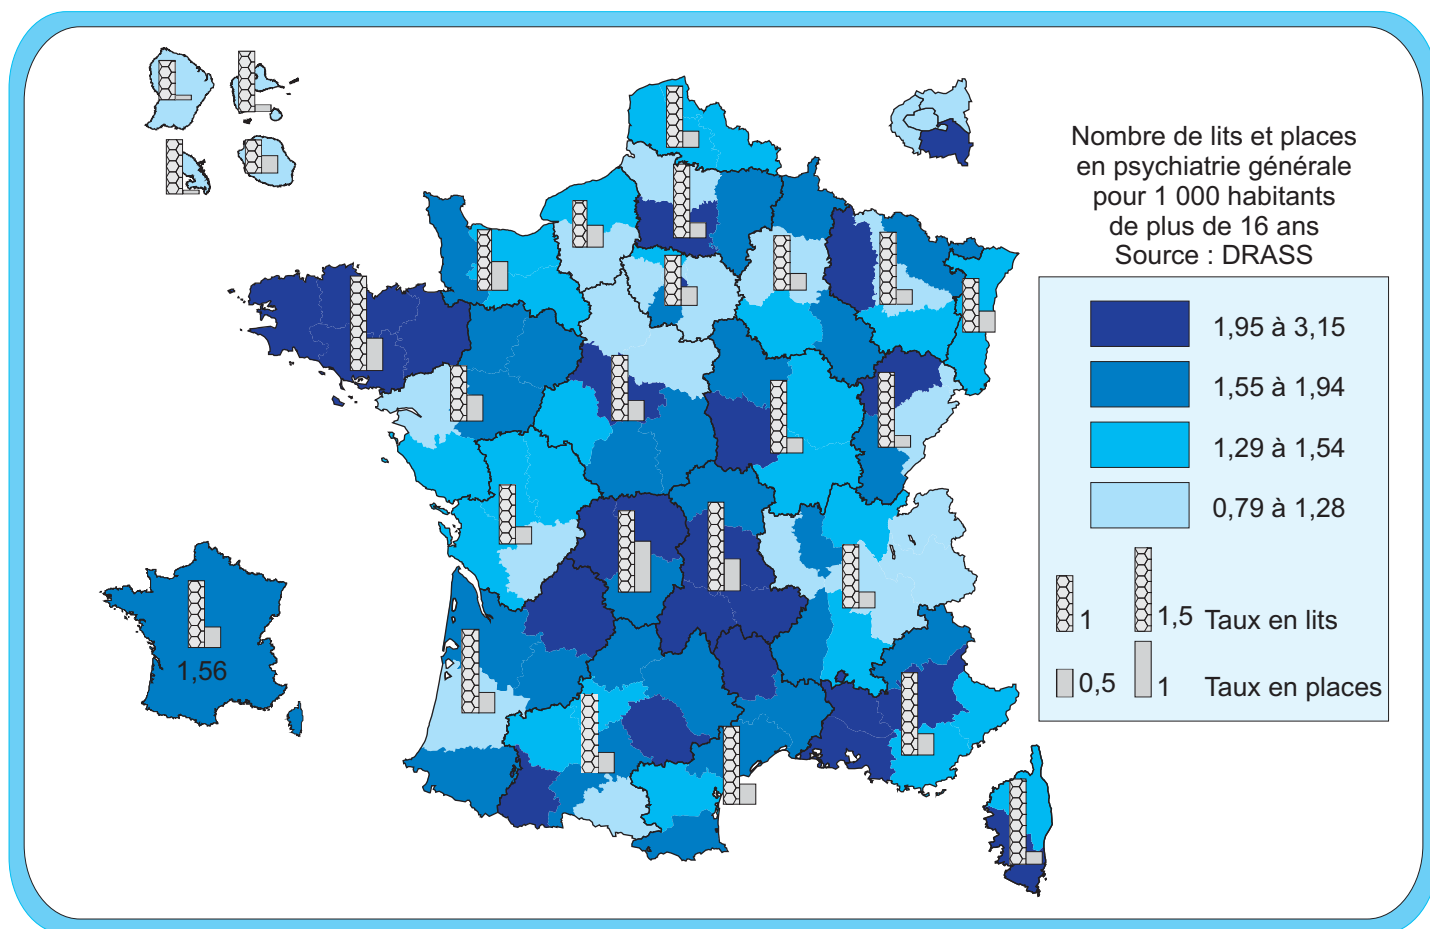 Nombre de lits et places
en psychiatrie générale
pour 1 000 habitants
de plus de 16 ans
Source : DRASS
1,95 à 3,15
1,55 à 1,94
1,29 à 1,54
0,79 à 1,28
1
1,5
Taux en lits
0,5
1
Taux en places
1,56